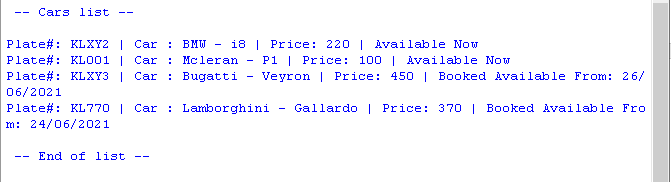 -- Cars list --
Plate#: KLXY2 | Car : BMW - i8 | Price: 220 | Available Now
Plate#: KL001 | Car : Mcleran - P1 | Price: 100 | Available Now
Plate#: KLXY3 | Car : Bugatti - Veyron | Price: 450 | Booked Available From: 26/
06/2021
Plate#: KL770 | Car : Lamborghini - Gallardo | Price: 370 | Booked Available Fro
m: 24/06/2021
-- End of list --